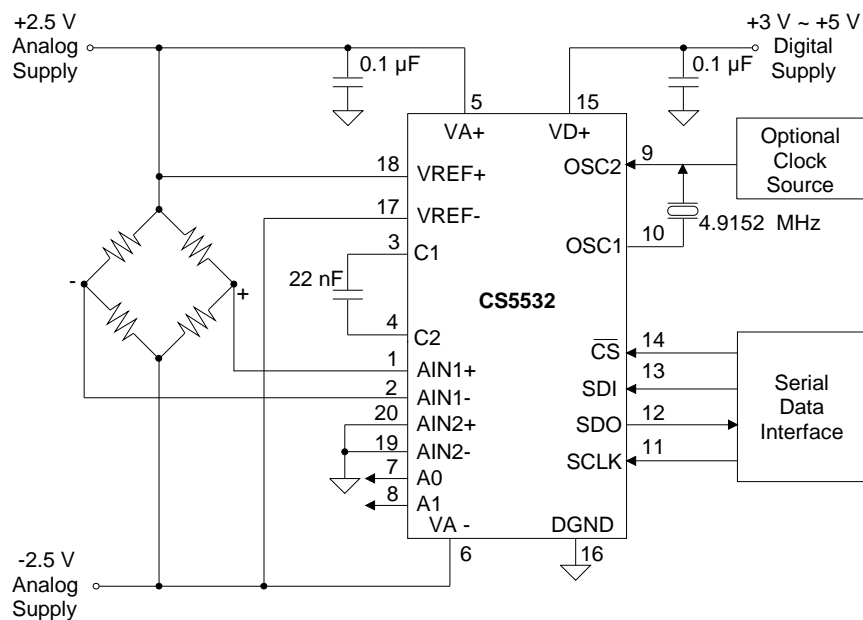 +2.5 V
Analog
Supply
+3 V ~ +5 V
Digital
Supply
0.1 µF
0.1 µF
5
15
VA+
VD+
Optional
Clock
Source
18
VREF+
OSC2
9
17
VREF-
4.9152 MHz
3
C1
OSC1
10
22 nF
CS5532
-
+
4
C2
1
AIN1+
CS
14
2
AIN1-
SDI
13
20
AIN2+
SDO
12
19
AIN2-
SCLK
11
Serial
Data
Interface
7
A0
8
A1
VA -
DGND
6
16
-2.5 V
Analog
Supply